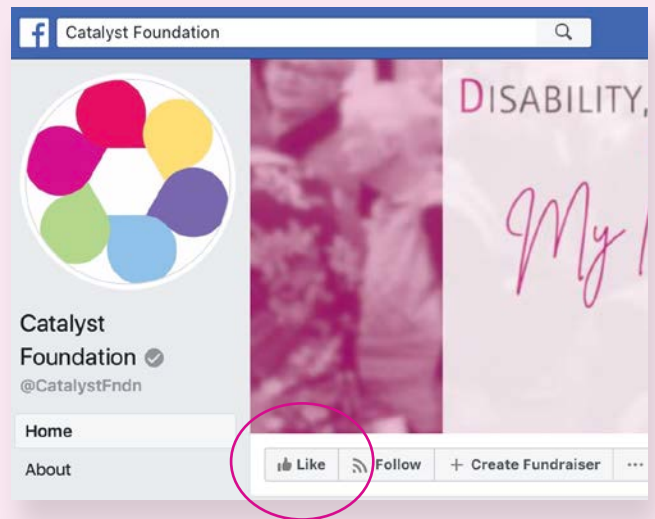 f Catalyst Foundation
DISABILITY,
My
Catalyst
Foundation
@CatalystFndn
Home
About
Like Follow + Create Fundraiser ...